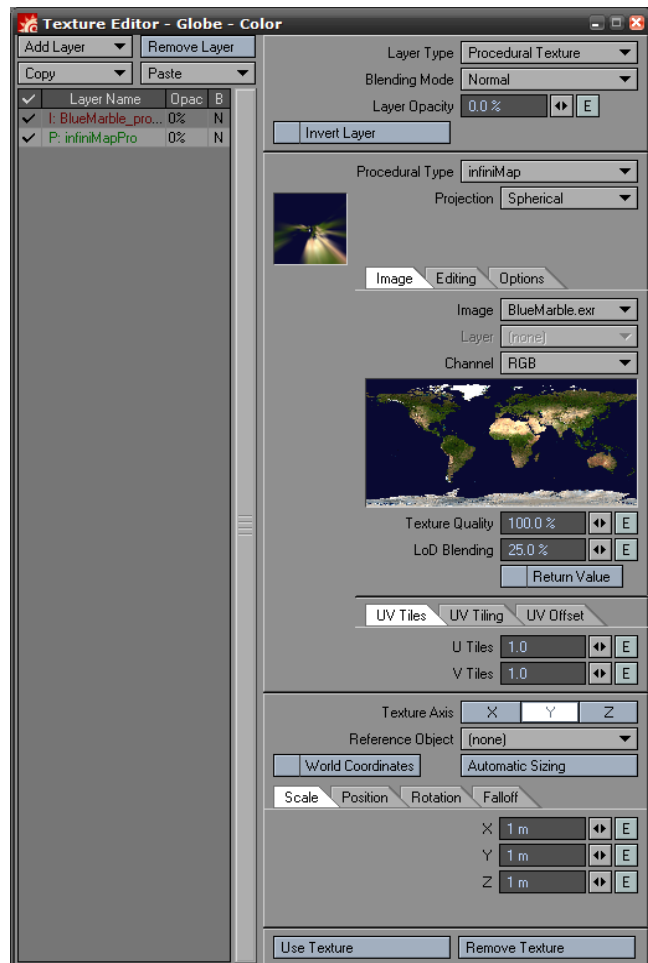 Texture Editor - Globe - Color
Add Layer
Remove Layer
Copy
Paste
Layer Name Opac B
I: BlueMarble_pro... 0% N
P: infiniMapPro 0% N
Layer Type Procedural Texture
Blending Mode Normal
Layer Opacity 0.0 % E
Invert Layer
Procedural Type infiniMap
Projection Spherical
Image Editing Options
Image BlueMarble.exr
Layer (none)
Channel RGB
Texture Quality 100.0 % E
LoD Blending 25.0 % E
Return Value
UV Tiles UV Tiling UV Offset
U Tiles 1.0 E
V Tiles 1.0 E
Texture Axis X Y Z
Reference Object (none)
World Coordinates Automatic Sizing
Scale Position Rotation Falloff
X 1 m E
Y 1 m E
Z 1 m E
Use Texture Remove Texture